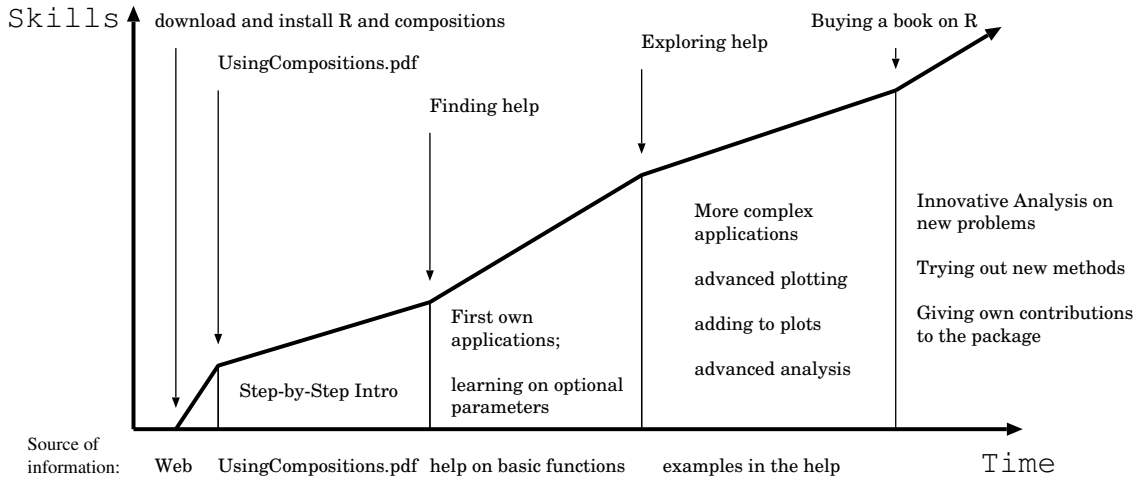 Skills
download and install R and compositions
Buying a book on R
UsingCompositions.pdf
Exploring help
Finding help
Step-by-Step Intro
First own
applications;
learning on optional
parameters
More complex
applications
advanced plotting
adding to plots
advanced analysis
Innovative Analysis on
new problems
Trying out new methods
Giving own contributions
to the package
Source of
information:
Web
UsingCompositions.pdf
help on basic functions
examples in the help
Time